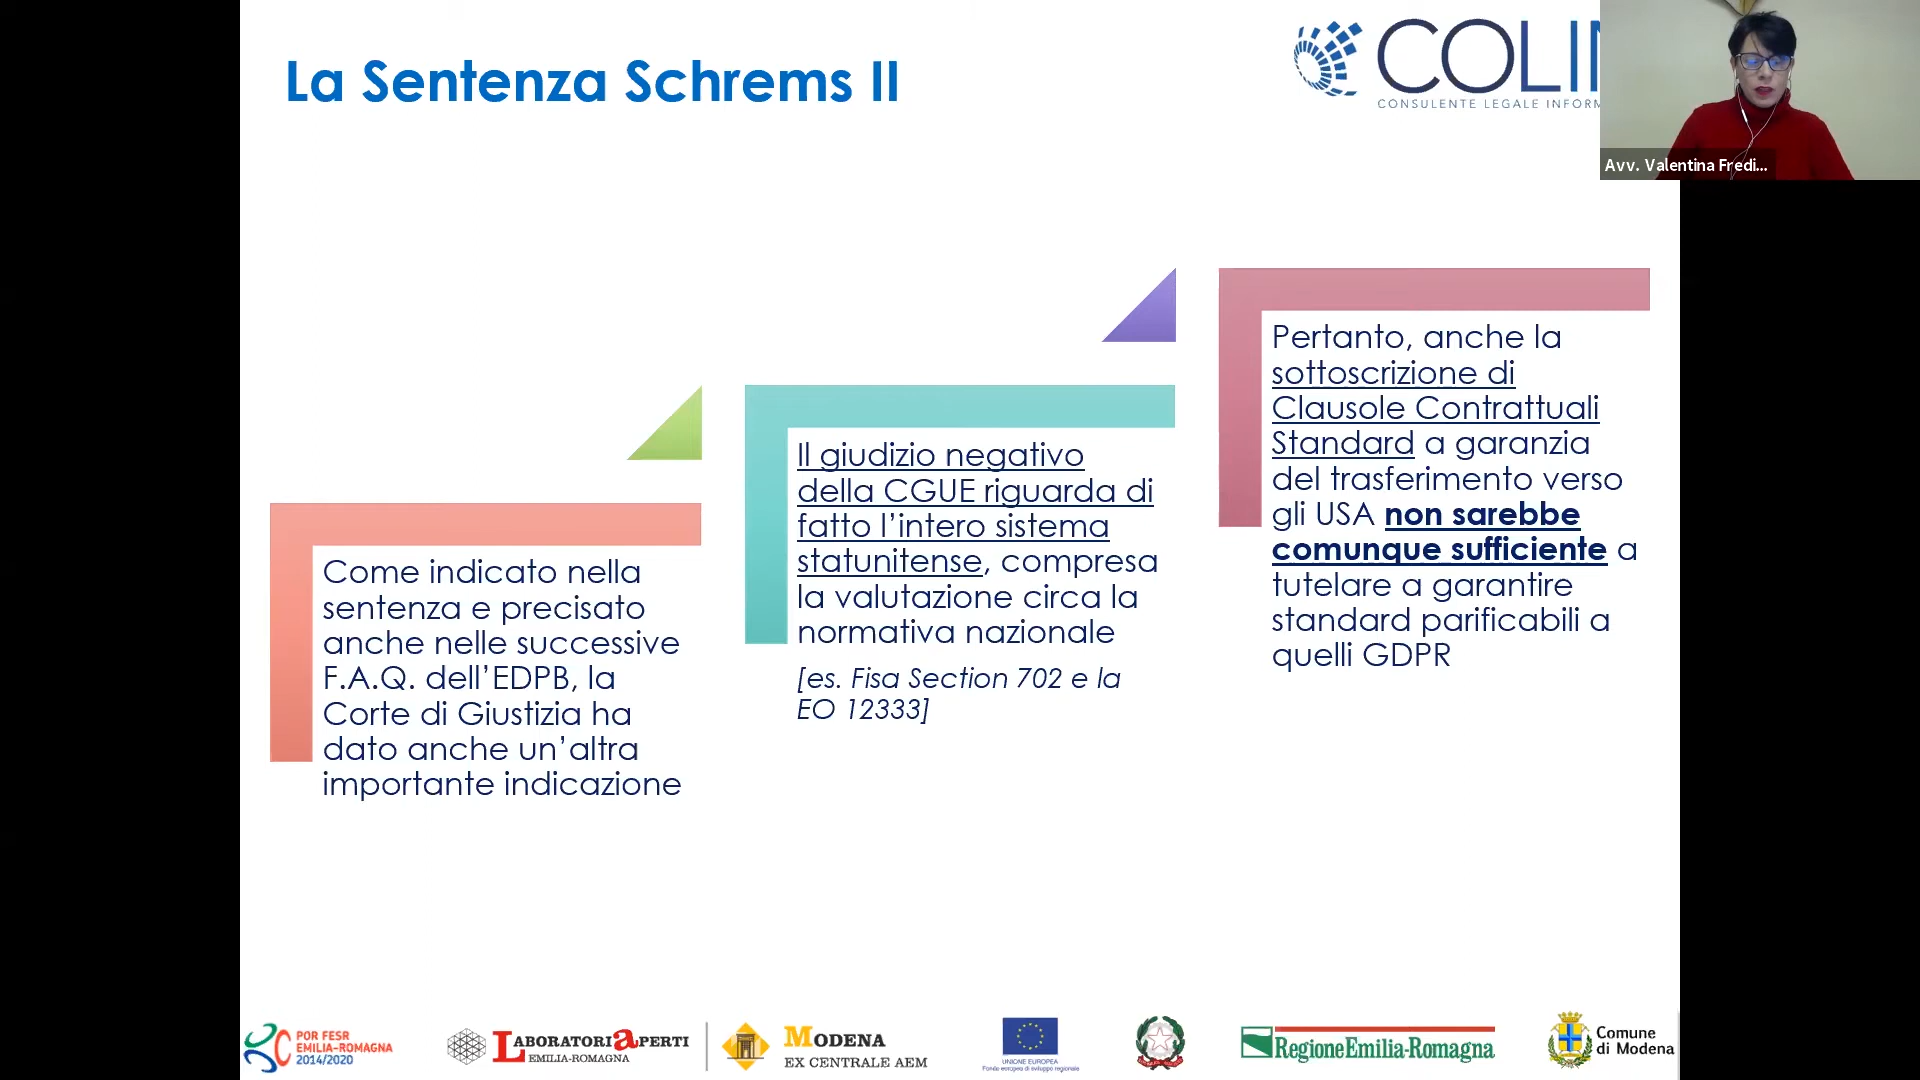 La Sentenza Schrems II
COLI
CONSULENTE LEGALE INFOR
Avv. Valentina Fredi...
Come indicato nella
sentenza e precisato
anche nelle successive
F.A.Q. dell’EDPB, la
Corte di Giustizia ha
dato anche un’altra
importante indicazione
Il giudizio negativo
della CGUE riguarda di
fatto l’intero sistema
statunitense, compresa
la valutazione circa la
normativa nazionale
[es. Fisa Section 702 e la
EO 12333]
Pertanto, anche la
sottoscrizione di
Clausole Contrattuali
Standard a garanzia
del trasferimento verso
gli USA non sarebbe
comunque sufficiente a
tutelare a garantire
standard parificabili a
quelli GDPR
POR FESR
EMILIA-ROMAGNA
2014/2020
LABORATORI APERTI
EMILIA-ROMAGNA
MODENA
EX CENTRALE AEM
UNIONE EUROPEA
Fondo europeo di sviluppo regionale
RegioneEmilia-Romagna
Comune
di Modena